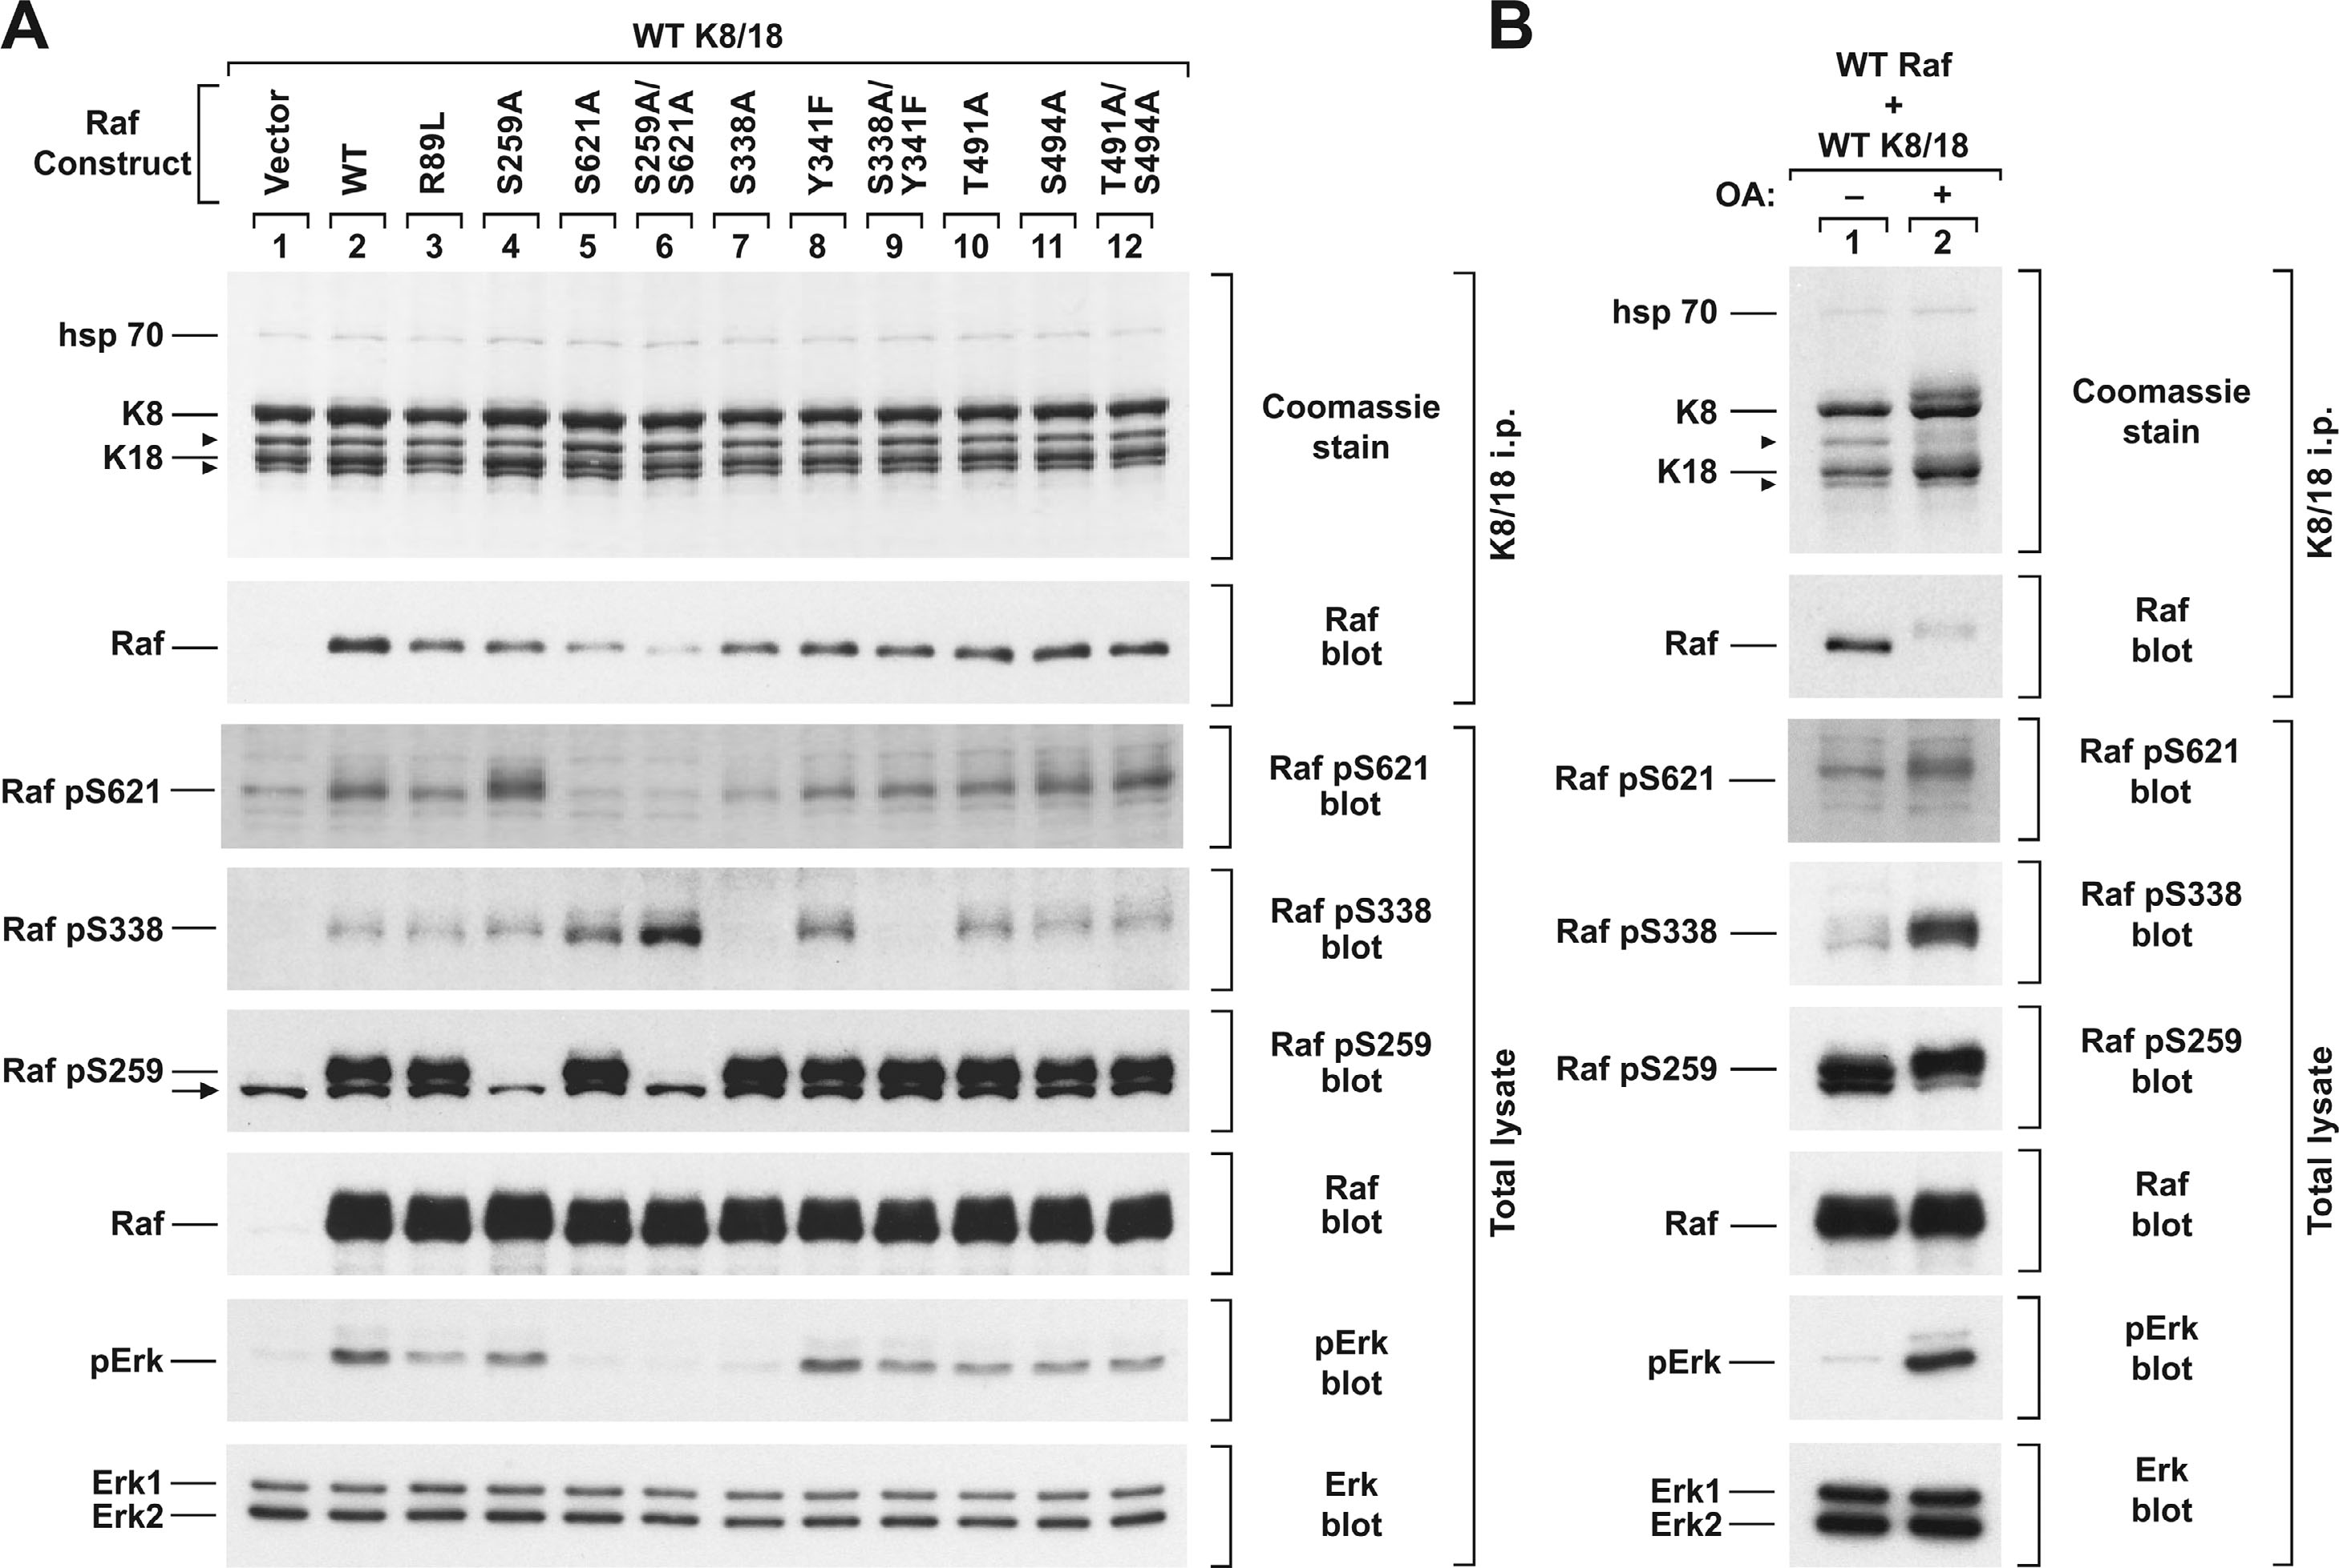 A
WT K8/18
Raf
Construct
Vector
WT
R89L
S259A
S621A
S259A/
S621A
S338A
Y341F
S338A/
Y341F
T491A
S494A
T491A/
S494A
1 2 3 4 5 6 7 8 9 10 11 12
hsp 70
K8
K18
Coomassie
stain
Raf
Raf
blot
K8/18 i.p.
Raf pS621
Raf pS621
blot
Raf pS338
Raf pS338
blot
Raf pS259
Raf pS259
blot
Raf
Raf
blot
pErk
pErk
blot
Erk1
Erk2
Erk
blot
Total lysate
B
WT Raf
+
WT K8/18
OA: – +
1 2
hsp 70
K8
K18
Coomassie
stain
Raf
Raf
blot
K8/18 i.p.
Raf pS621
Raf pS621
blot
Raf pS338
Raf pS338
blot
Raf pS259
Raf pS259
blot
Raf
Raf
blot
pErk
pErk
blot
Erk1
Erk2
Erk
blot
Total lysate